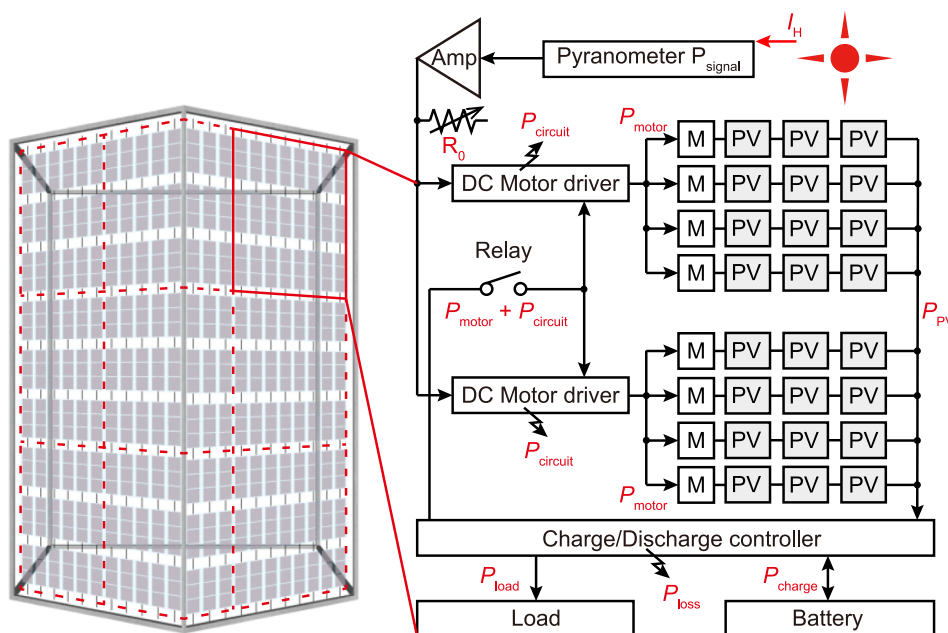 I_H
Amp
Pyranometer P_signal
R_0
P_circuit
P_motor
M PV PV PV
DC Motor driver
M PV PV PV
M PV PV PV
Relay
M PV PV PV
P_motor + P_circuit
P_PV
M PV PV PV
DC Motor driver
M PV PV PV
P_circuit
M PV PV PV
P_motor
M PV PV PV
Charge/Discharge controller
P_load
P_loss
P_charge
Load
Battery